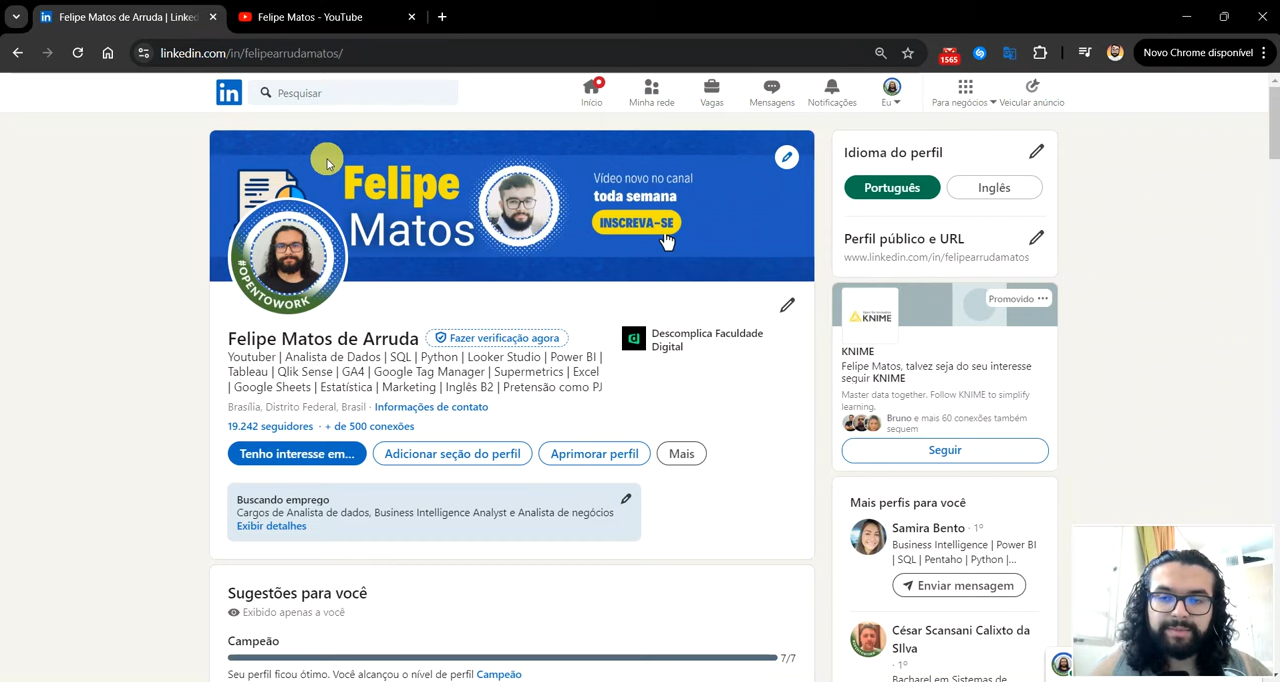 Felipe Matos de Arruda | Linked
Felipe Matos - YouTube
linkedin.com/in/felipearrudamatos/
1565
Novo Chrome disponível
in
Pesquisar
Início
Minha rede
Vagas
Mensagens
Notificações
Eu
Para negócios
Veicular anúncio
Felipe
Matos
Vídeo novo no canal
toda semana
INSCREVA-SE
#OPENTOWORK
Felipe Matos de Arruda
Fazer verificação agora
Youtuber | Analista de Dados | SQL | Python | Looker Studio | Power BI |
Tableau | Qlik Sense | GA4 | Google Tag Manager | Supermetrics | Excel
| Google Sheets | Estatística | Marketing | Inglês B2 | Pretensão como PJ
Brasília, Distrito Federal, Brasil · Informações de contato
19.242 seguidores · + de 500 conexões
Descomplica Faculdade
Digital
Tenho interesse em...
Adicionar seção do perfil
Aprimorar perfil
Mais
Buscando emprego
Cargos de Analista de dados, Business Intelligence Analyst e Analista de negócios
Exibir detalhes
Sugestões para você
Exibido apenas a você
Campeão
7/7
Seu perfil ficou ótimo. Você alcançou o nível de perfil Campeão
Idioma do perfil
Português
Inglês
Perfil público e URL
www.linkedin.com/in/felipearrudamatos
Promovido
KNIME
KNIME
Felipe Matos, talvez seja do seu interesse
seguir KNIME
Master data together. Follow KNIME to simplify
learning.
Bruno e mais 60 conexões também
seguem
Seguir
Mais perfis para você
Samira Bento · 1º
Business Intelligence | Power BI
| SQL | Pentaho | Python |...
Enviar mensagem
César Scansani Calixto da
SIlva
· 1º
Bacharel em Sistemas de